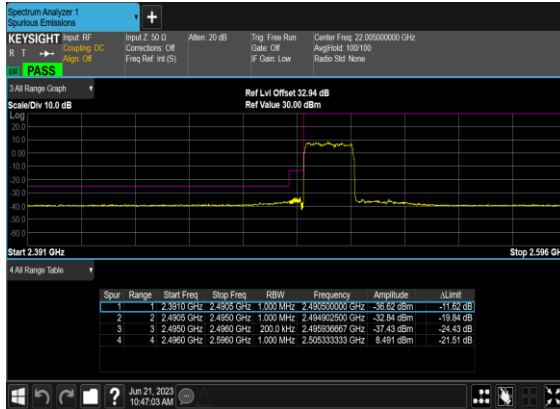 Spectrum Analyzer 1
Spurious Emissions
+
KEYSIGHT Input: RF Input Z: 50 Ω Atten: 20 dB Trig: Free Run Center Freq: 22.005000000 GHz
R T Coupling: DC Corrections: Off Gate: Off Avg|Hold: 100/100
Align: Off Freq Ref: Int (S) IF Gain: Low Radio Std: None
LU PASS
3 All Range Graph
Ref Lvl Offset 32.94 dB
Scale/Div 10.0 dB Ref Value 30.00 dBm
Log
20.0
10.0
0.00
-10.0
-20.0
-30.0
-40.0
-50.0
-60.0
Start 2.391 GHz Stop 2.596 GH
4 All Range Table
Spur Range Start Freq Stop Freq RBW Frequency Amplitude ΔLimit
1 1 2.3910 GHz 2.4905 GHz 1.000 MHz 2.490500000 GHz -36.62 dBm -11.62 dB
2 2 2.4905 GHz 2.4950 GHz 1.000 MHz 2.494902500 GHz -32.84 dBm -19.84 dB
3 3 2.4950 GHz 2.4960 GHz 200.0 kHz 2.495936667 GHz -37.43 dBm -24.43 dB
4 4 2.4960 GHz 2.5960 GHz 1.000 MHz 2.505333333 GHz 8.491 dBm -21.51 dB
? Jun 21, 2023
10:47:03 AM